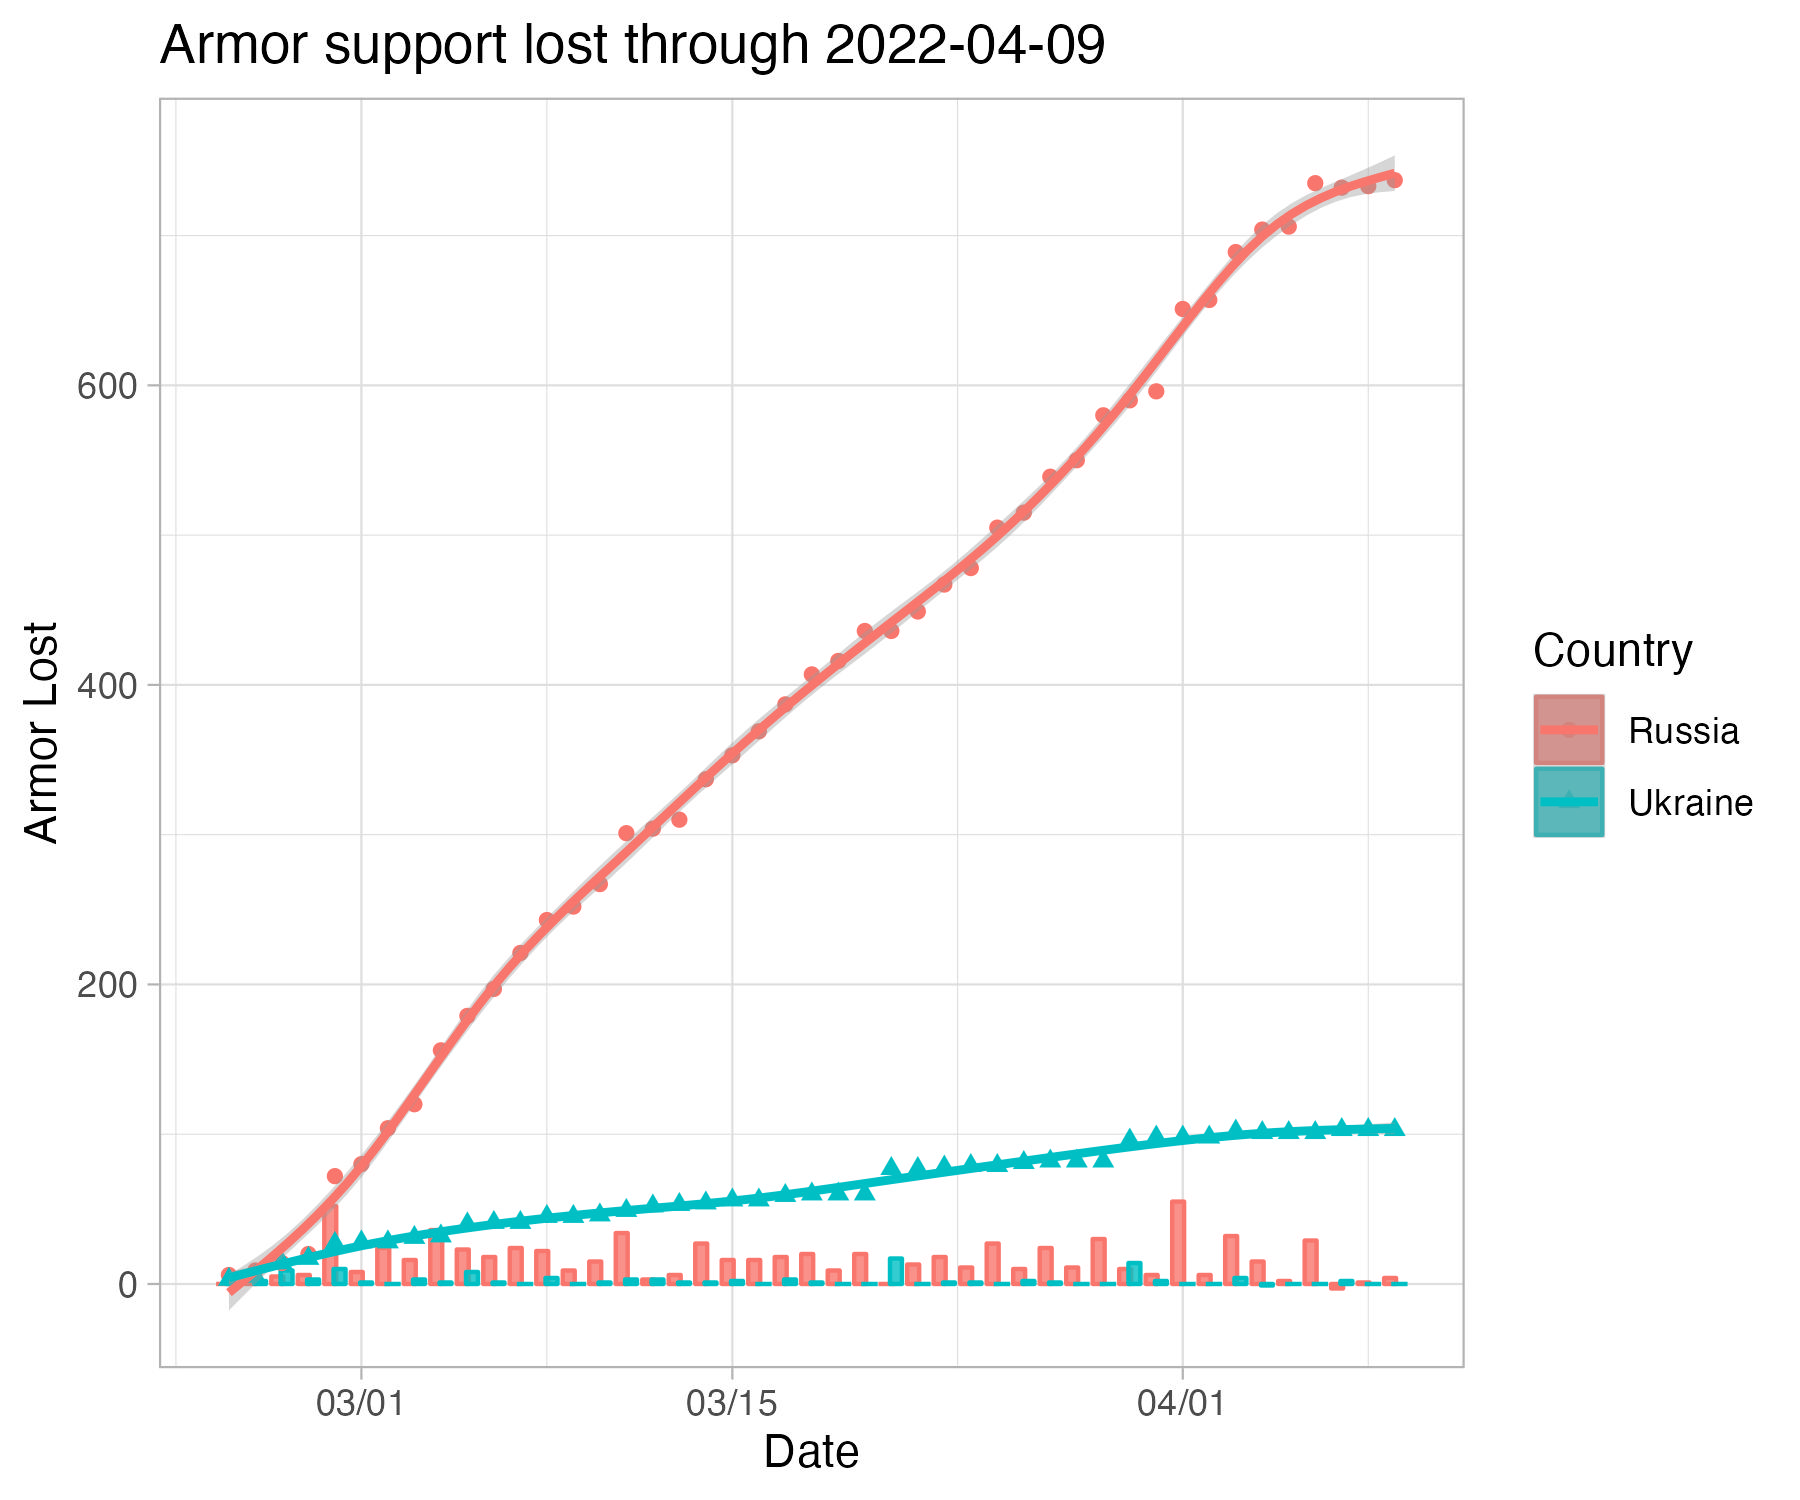 Armor support lost through 2022-04-09
Armor Lost
600
400
200
0
03/01
03/15
04/01
Date
Country
Russia
Ukraine